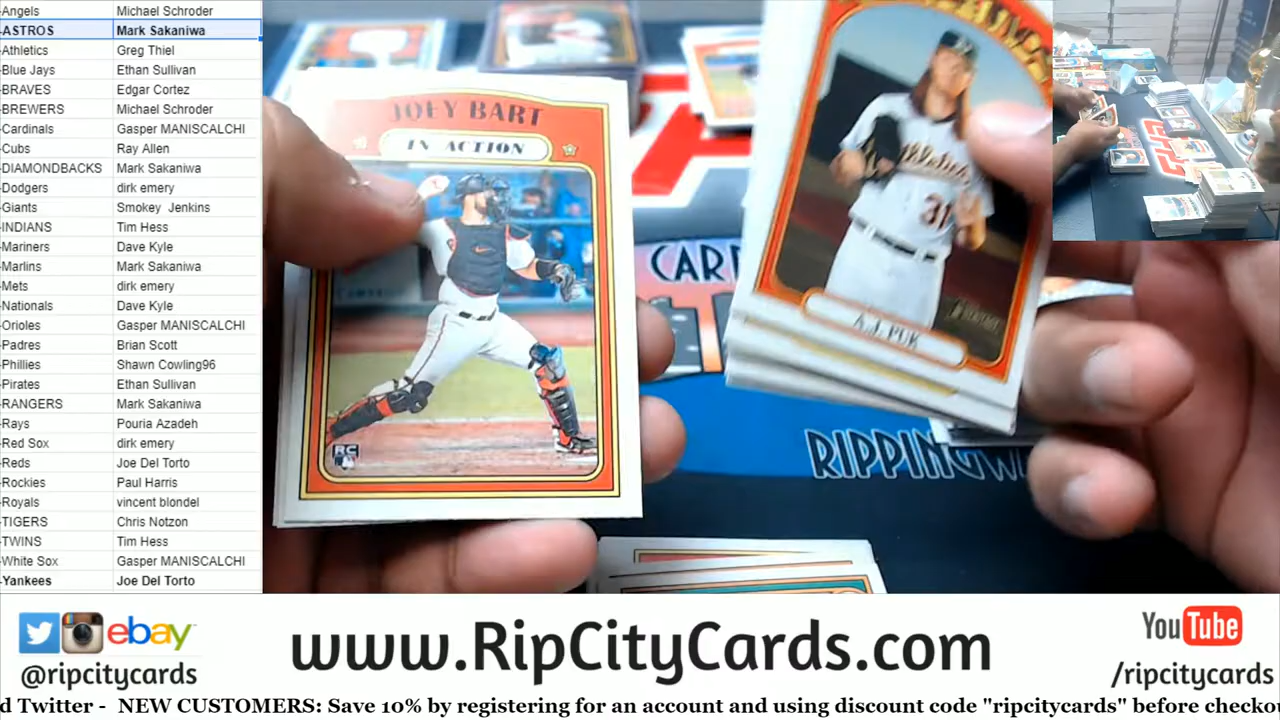 -Angels Michael Schroder
-ASTROS Mark Sakaniwa
-Athletics Greg Thiel
-Blue Jays Ethan Sullivan
-BRAVES Edgar Cortez
-BREWERS Michael Schroder
-Cardinals Gasper MANISCALCHI
-Cubs Ray Allen
-DIAMONDBACKS Mark Sakaniwa
-Dodgers dirk emery
-Giants Smokey Jenkins
-INDIANS Tim Hess
-Mariners Dave Kyle
-Marlins Mark Sakaniwa
-Mets dirk emery
-Nationals Dave Kyle
-Orioles Gasper MANISCALCHI
-Padres Brian Scott
-Phillies Shawn Cowling96
-Pirates Ethan Sullivan
-RANGERS Mark Sakaniwa
-Rays Pouria Azadeh
-Red Sox dirk emery
-Reds Joe Del Torto
-Rockies Paul Harris
-Royals vincent blondel
-TIGERS Chris Notzon
-TWINS Tim Hess
-White Sox Gasper MANISCALCHI
-Yankees Joe Del Torto
JOEY BART
IN ACTION
RC
Athletics
31
A.J. PUK
Heritage
CARD
RIPPING
ebay
@ripcitycards
www.RipCityCards.com
YouTube
/ripcitycards
d Twitter - NEW CUSTOMERS: Save 10% by registering for an account and using discount code "ripcitycards" before checkou